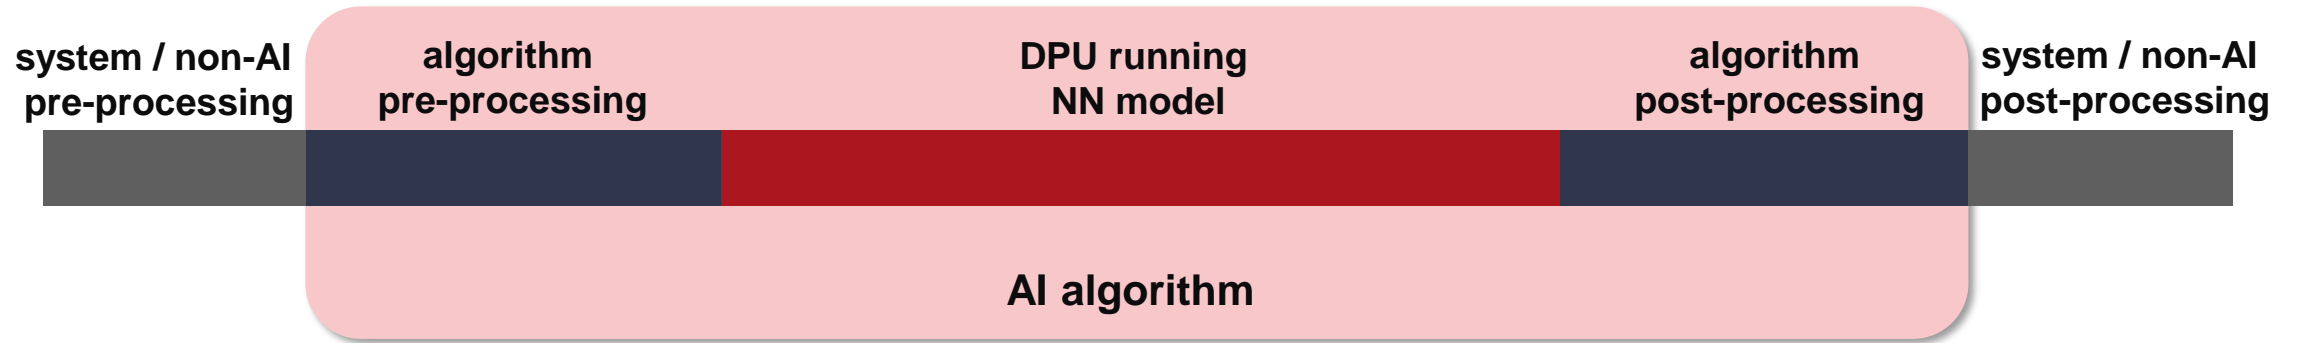 system / non-AI
pre-processing
algorithm
pre-processing
DPU running
NN model
algorithm
post-processing
system / non-AI
post-processing
AI algorithm